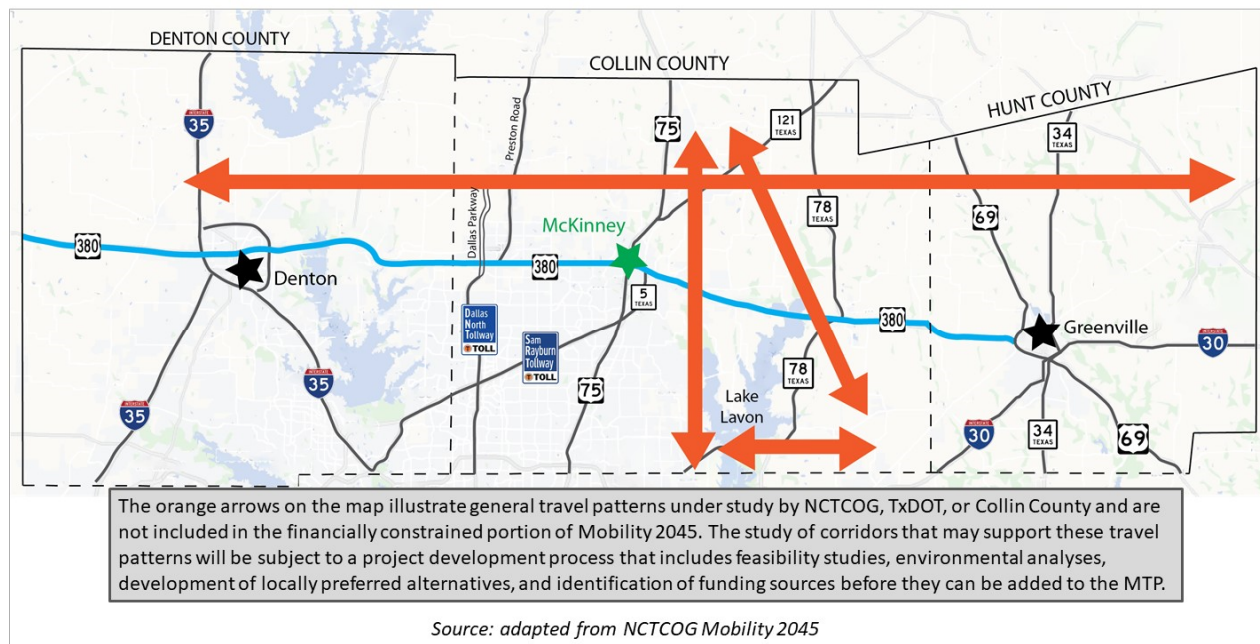 DENTON COUNTY
COLLIN COUNTY
HUNT COUNTY
INTERSTATE
35
Preston Road
75
121
TEXAS
34
TEXAS
Dallas Parkway
78
TEXAS
69
McKinney
380
Denton
380
5
TEXAS
Dallas
North
Tollway
TOLL
Sam
Rayburn
Tollway
TOLL
380
Greenville
INTERSTATE
30
INTERSTATE
35
INTERSTATE
35
75
78
TEXAS
Lake
Lavon
INTERSTATE
30
34
TEXAS
69
The orange arrows on the map illustrate general travel patterns under study by NCTCOG, TxDOT, or Collin County and are
not included in the financially constrained portion of Mobility 2045. The study of corridors that may support these travel
patterns will be subject to a project development process that includes feasibility studies, environmental analyses,
development of locally preferred alternatives, and identification of funding sources before they can be added to the MTP.
Source: adapted from NCTCOG Mobility 2045